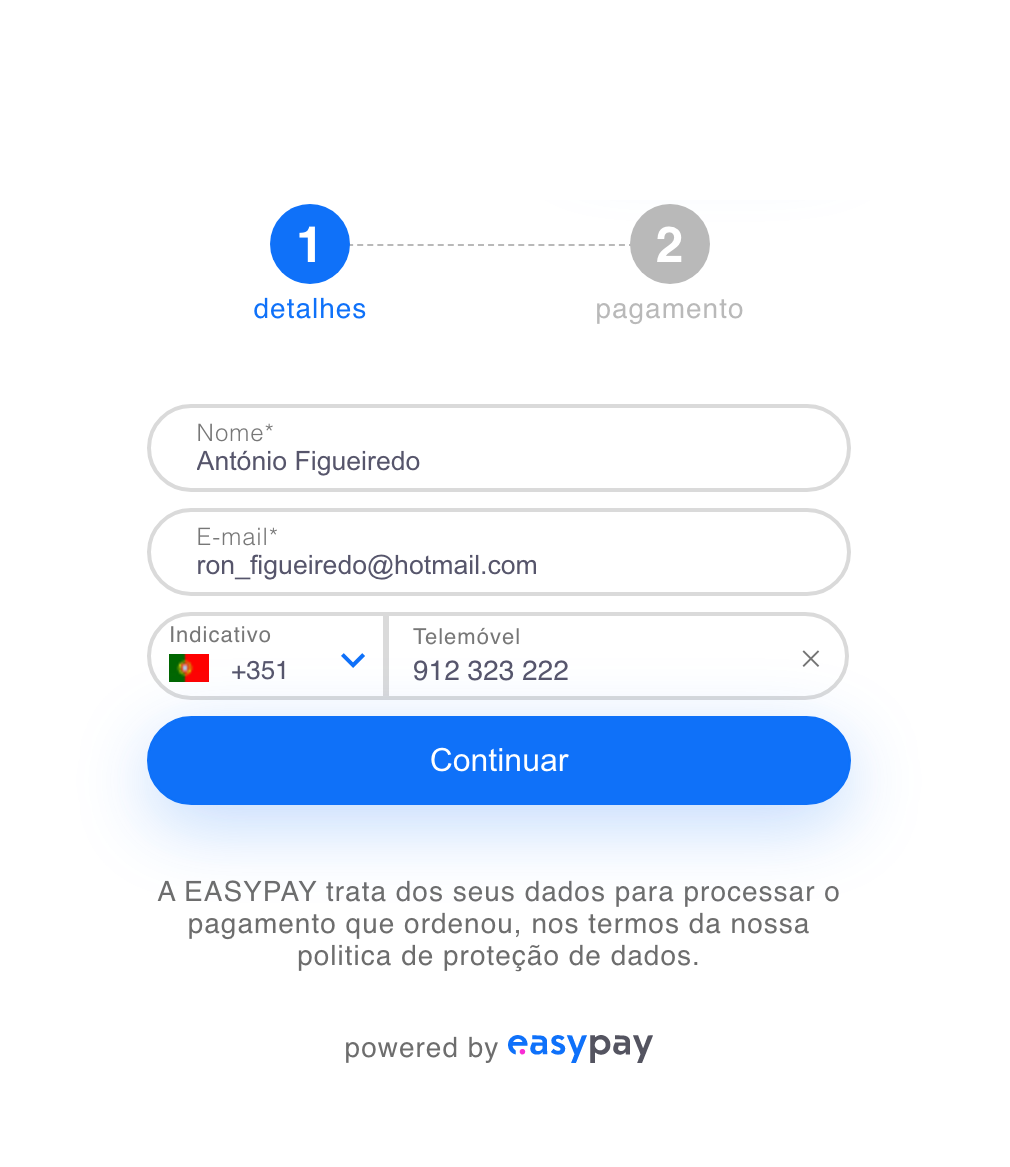 1
2
detalhes
pagamento
Nome*
António Figueiredo
E-mail*
ron_figueiredo@hotmail.com
Indicativo
+351
Telemóvel
912 323 222
Continuar
A EASYPAY trata dos seus dados para processar o
pagamento que ordenou, nos termos da nossa
politica de proteção de dados.
powered by easypay